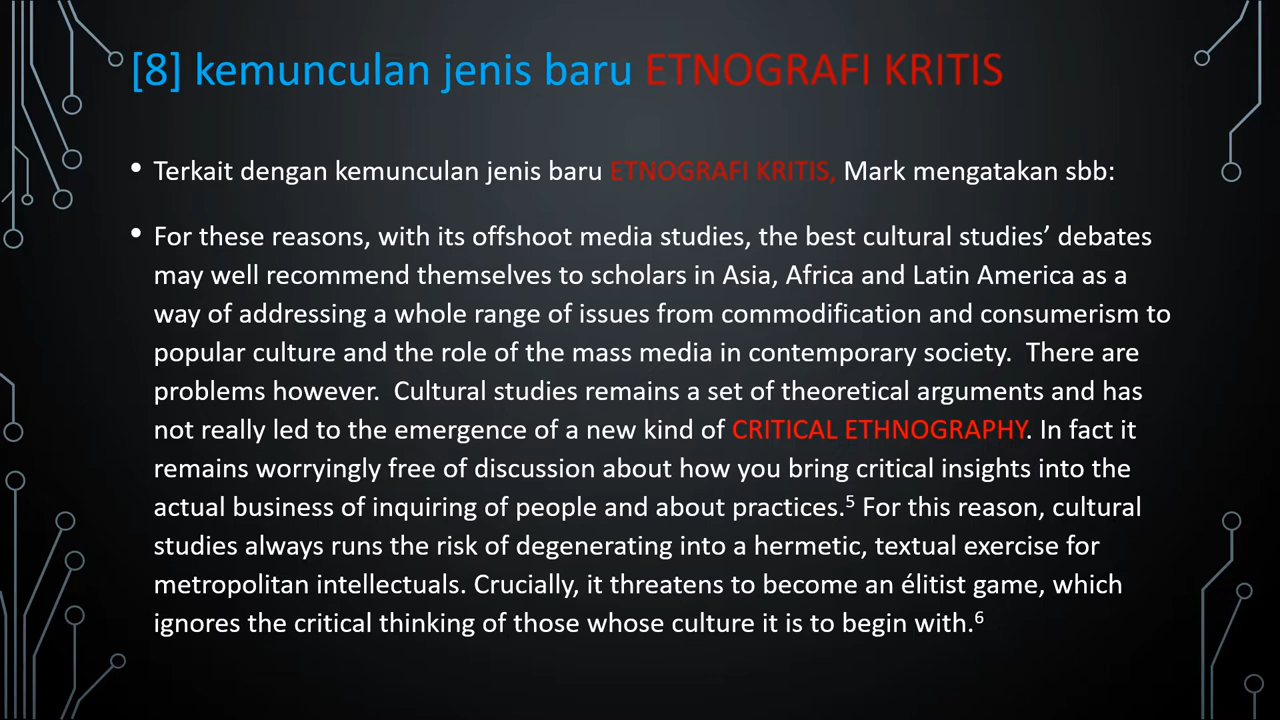 [8] kemunculan jenis baru ETNOGRAFI KRITIS
• Terkait dengan kemunculan jenis baru ETNOGRAFI KRITIS, Mark mengatakan sbb:
• For these reasons, with its offshoot media studies, the best cultural studies’ debates
may well recommend themselves to scholars in Asia, Africa and Latin America as a
way of addressing a whole range of issues from commodification and consumerism to
popular culture and the role of the mass media in contemporary society.  There are
problems however.  Cultural studies remains a set of theoretical arguments and has
not really led to the emergence of a new kind of CRITICAL ETHNOGRAPHY. In fact it
remains worryingly free of discussion about how you bring critical insights into the
actual business of inquiring of people and about practices.⁵ For this reason, cultural
studies always runs the risk of degenerating into a hermetic, textual exercise for
metropolitan intellectuals. Crucially, it threatens to become an élitist game, which
ignores the critical thinking of those whose culture it is to begin with.⁶